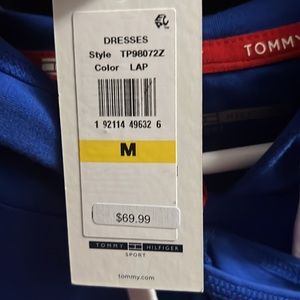 DRESSES
Style TP98072Z
Color LAP
1 92114 49632 6
M
$69.99
TOMMY HILFIGER
SPORT
tommy.com
TOMMY